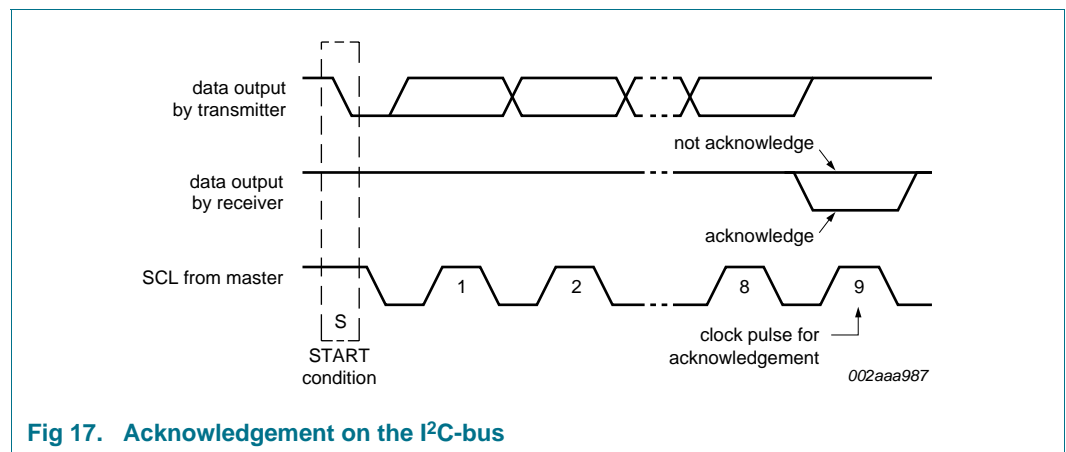 data output
by transmitter
not acknowledge
data output
by receiver
acknowledge
SCL from master
1
2
8
9
S
START
condition
clock pulse for
acknowledgement
002aaa987
Fig 17. Acknowledgement on the I²C-bus